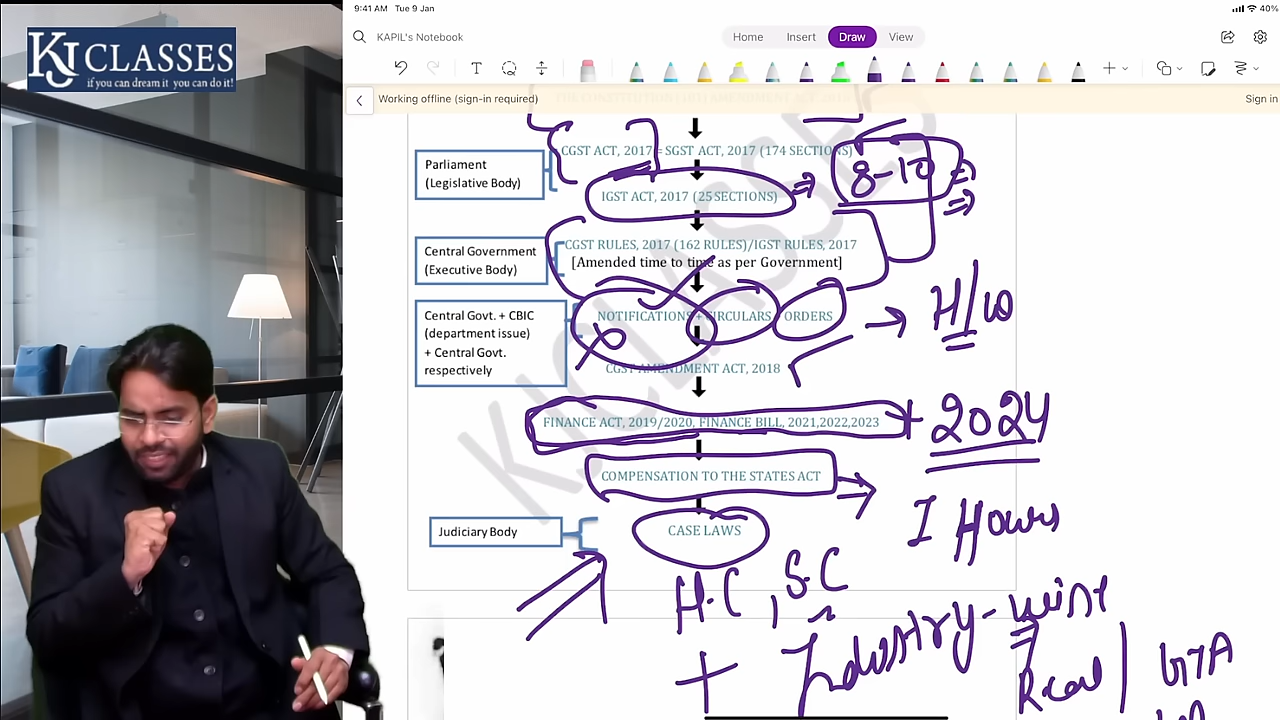 9:41 AM Tue 9 Jan
40%
KJ CLASSES
if you can dream it you can do it!
KAPIL's Notebook
Home Insert Draw View
T
Working offline (sign-in required)
Sign in
KJ CLASSES
Parliament
(Legislative Body)
CGST ACT, 2017= SGST ACT, 2017 (174 SECTIONS)
IGST ACT, 2017 (25 SECTIONS)
8-10
Central Government
(Executive Body)
CGST RULES, 2017 (162 RULES)/IGST RULES, 2017
[Amended time to time as per Government]
Central Govt. + CBIC
(department issue)
+ Central Govt.
respectively
NOTIFICATIONS + CIRCULARS / ORDERS
H/W
CGST AMENDMENT ACT, 2018
FINANCE ACT, 2019/2020, FINANCE BILL, 2021,2022,2023
+ 2024
COMPENSATION TO THE STATES ACT
I Hours
Judiciary Body
CASE LAWS
H.C, S.C
+ Industry-wise
Real
GTA